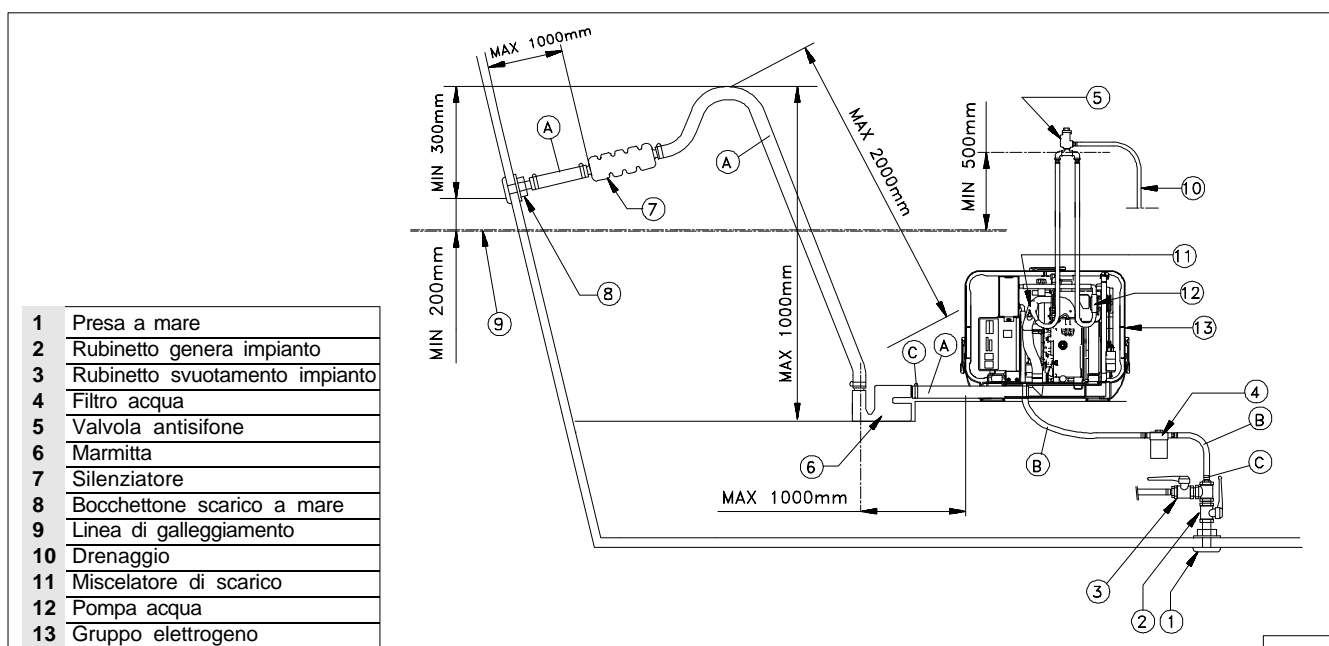 MAX 1000mm
MIN 300mm
MIN 200mm
A
7
8
9
A
MAX 2000mm
MAX 1000mm
5
MIN 500mm
10
11
12
13
C
A
6
MAX 1000mm
B
4
B
C
3
2
1
1 Presa a mare
2 Rubinetto genera impianto
3 Rubinetto svuotamento impianto
4 Filtro acqua
5 Valvola antisifone
6 Marmitta
7 Silenziatore
8 Bocchettone scarico a mare
9 Linea di galleggiamento
10 Drenaggio
11 Miscelatore di scarico
12 Pompa acqua
13 Gruppo elettrogeno